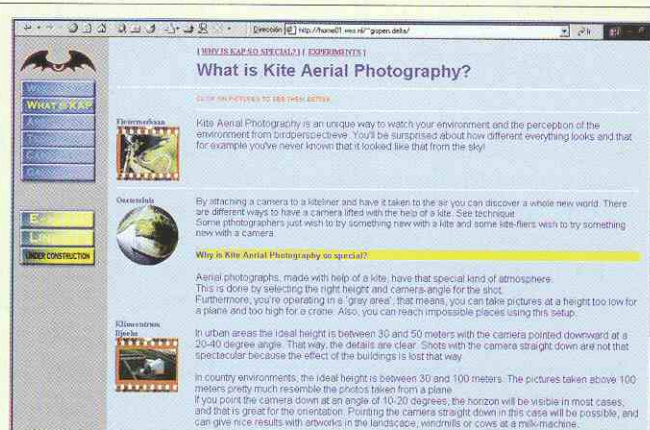 Dirección http://home01.wxs.nl/~gspen.delta/
[ WHY IS KAP SO SPECIAL? ] [ EXPERIMENTS ]
What is Kite Aerial Photography?
CLICK ON PICTURES TO SEE THEM BETTER
WHAT IS KAP
Kite Aerial Photography is an unique way to watch your environment and the perception of the
environment from birdperspectieve. You'll be sursprised about how different everything looks and that
for example you've never known that it looked like that from the sky!
By attaching a camera to a kiteliner and have it taken to the air you can discover a whole new world. There
are different ways to have a camera lifted with the help of a kite. See technique
Some pthotographers just wish to try something new with a kite and some kite-fliers wish to try something
new with a camera.
UNDER CONSTRUCTION
Why is Kite Aerial Photography so special?
Aerial photographs, made with help of a kite, have that special kind of atmosphere.
This is done by selecting the right height and camera-angle for the shot.
Furthermore, you're operating in a 'gray area', that means, you can take pictures at a height too low for
a plane and too high for a crane. Also, you can reach impossible places using this setup.
Klimcentrum
In urban areas the ideal height is between 30 and 50 meters with the camera pointed downward at a
20-40 degree angle. That way, the details are clear. Shots with the camera straight down are not that
spectacular because the effect of the buildings is lost that way
In country environments, the ideal height is between 30 and 100 meters. The pictures taken above 100
meters pretty much resemble the photos taken from a plane
If you point the camera down at an angle of 10-20 degrees, the horizon will be visible in most cases,
and that is great for the orientation. Pointing the camera straight down in this case will be possible, and
can give nice results with artworks in the landscape, windmills or cows at a milk-machine.